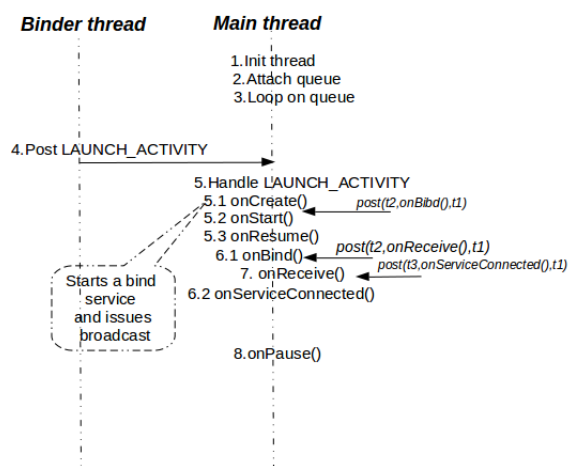 Binder thread
Main thread
1.Init thread
2.Attach queue
3.Loop on queue
4.Post LAUNCH_ACTIVITY
5.Handle LAUNCH_ACTIVITY
5.1 onCreate()
post(t2,onBibd(),t1)
5.2 onStart()
5.3 onResume()
post(t2,onReceive(),t1)
6.1 onBind()
post(t3,onServiceConnected(),t1)
7. onReceive()
6.2 onServiceConnected()
Starts a bind
service
and issues
broadcast
8.onPause()